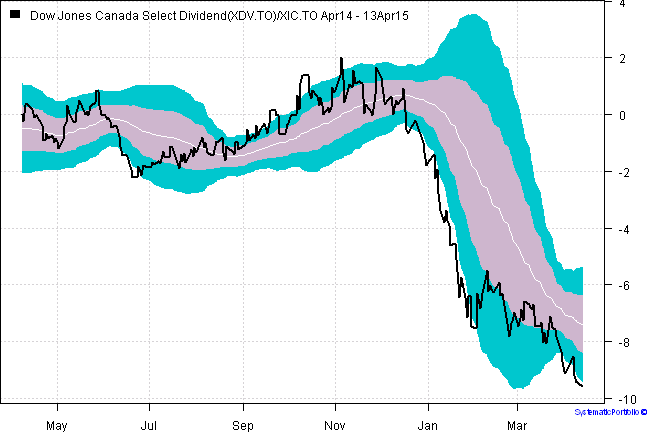 Dow Jones Canada Select Dividend(XDV.TO)/XIC.TO Apr14 - 13Apr15
4
2
0
-2
-4
-6
-8
-10
May Jul Sep Nov Jan Mar
SystematicPortfolio ©